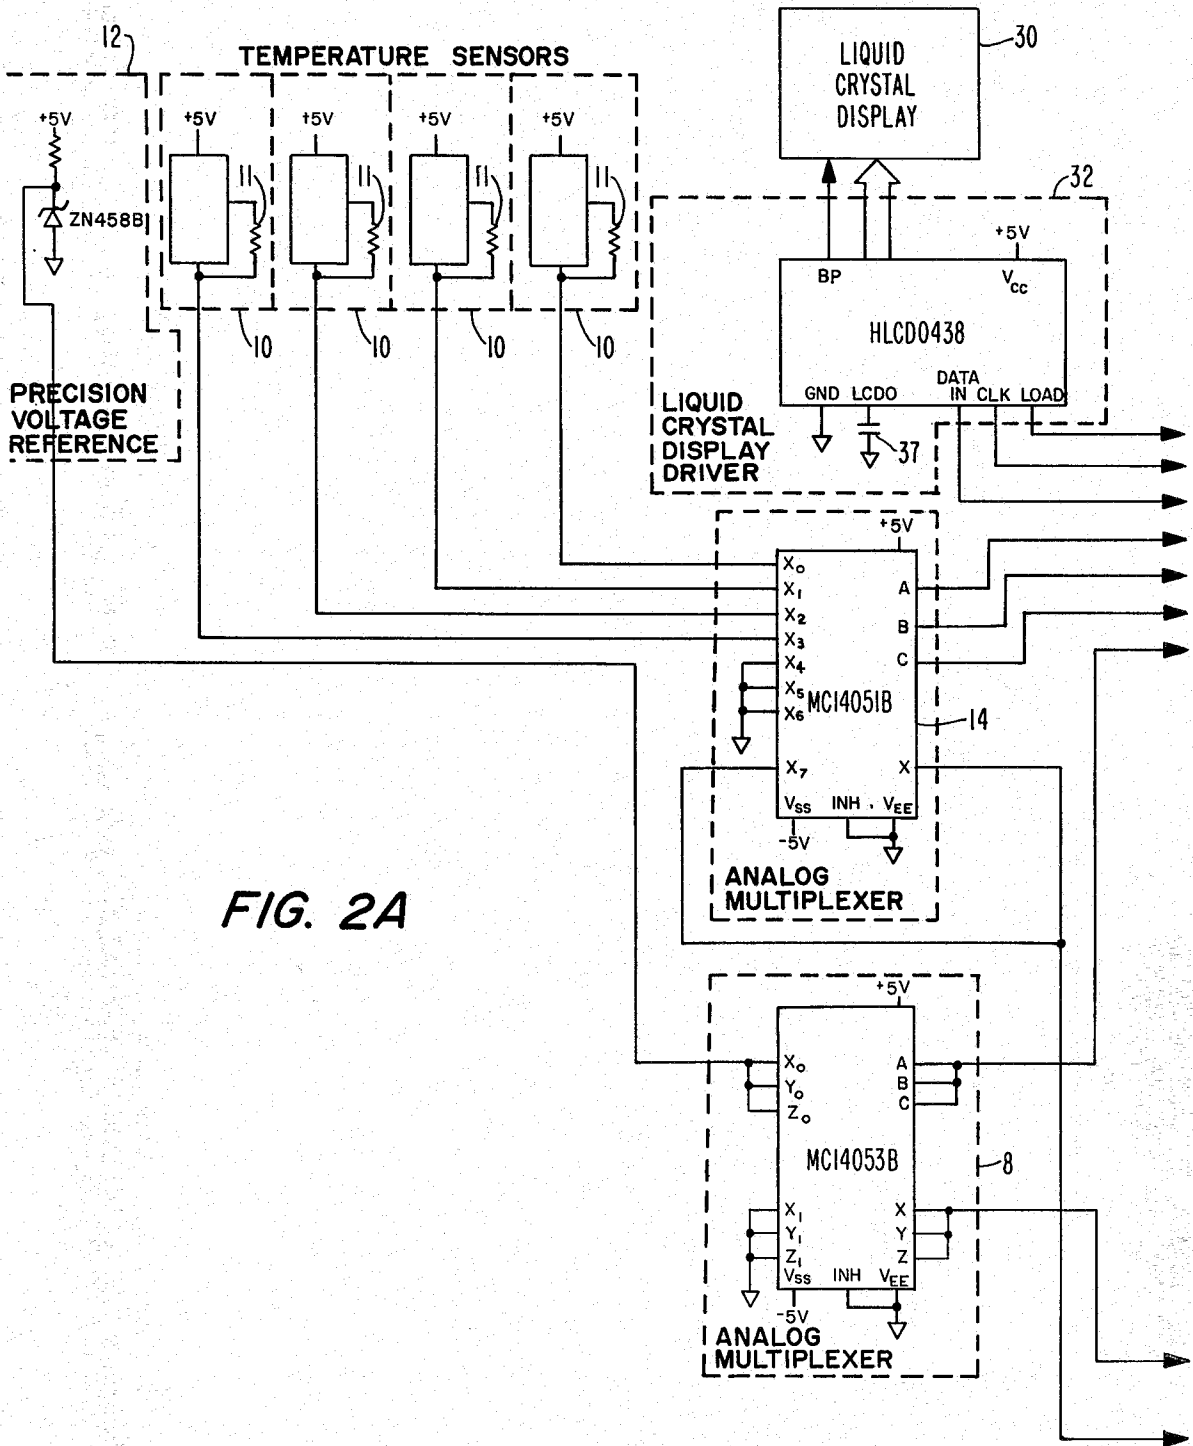 12
TEMPERATURE SENSORS
+5V
+5V
+5V
+5V
+5V
ZN458B
11
11
11
11
10
10
10
10
PRECISION
VOLTAGE
REFERENCE
LIQUID
CRYSTAL
DISPLAY
30
32
+5V
BP
VCC
HLCD0438
GND
LCDO
DATA
IN
CLK
LOAD
37
LIQUID
CRYSTAL
DISPLAY
DRIVER
+5V
X0
X1
X2
X3
X4
X5
X6
X7
A
B
C
X
MC14051B
14
VSS
INH
VEE
-5V
ANALOG
MULTIPLEXER
FIG. 2A
+5V
X0
Y0
Z0
A
B
C
MC14053B
8
X1
Y1
Z1
X
Y
Z
VSS
INH
VEE
-5V
ANALOG
MULTIPLEXER